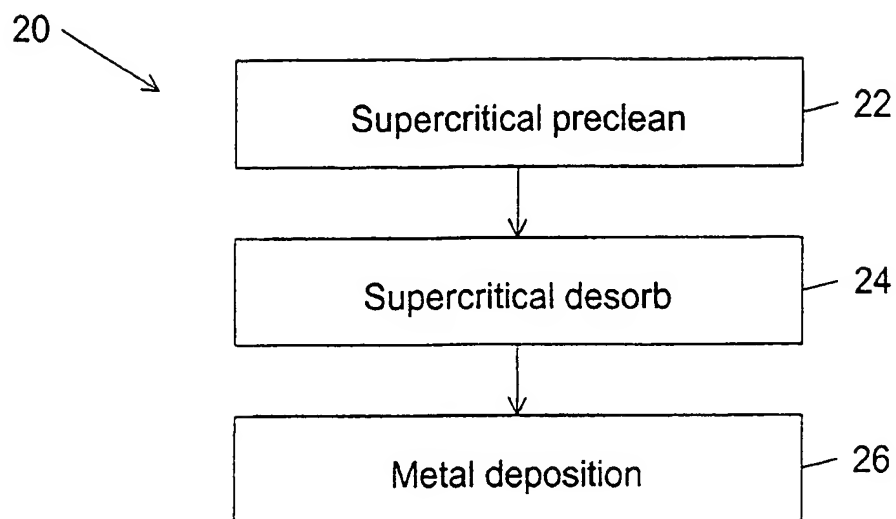 20
Supercritical preclean
22
Supercritical desorb
24
Metal deposition
26